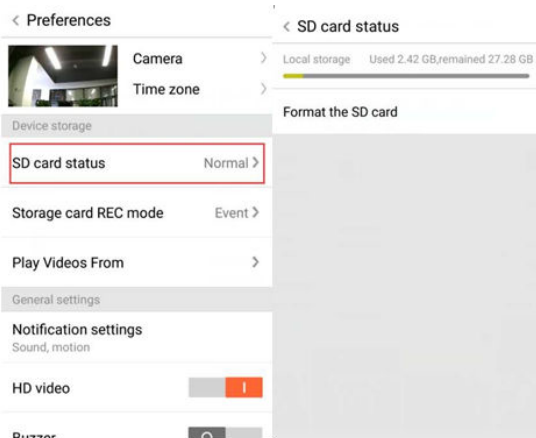 Preferences
Camera
Time zone
Device storage
SD card status Normal
Storage card REC mode Event
Play Videos From
General settings
Notification settings
Sound, motion
HD video
Buzzer
SD card status
Local storage Used 2.42 GB,remained 27.28 GB
Format the SD card